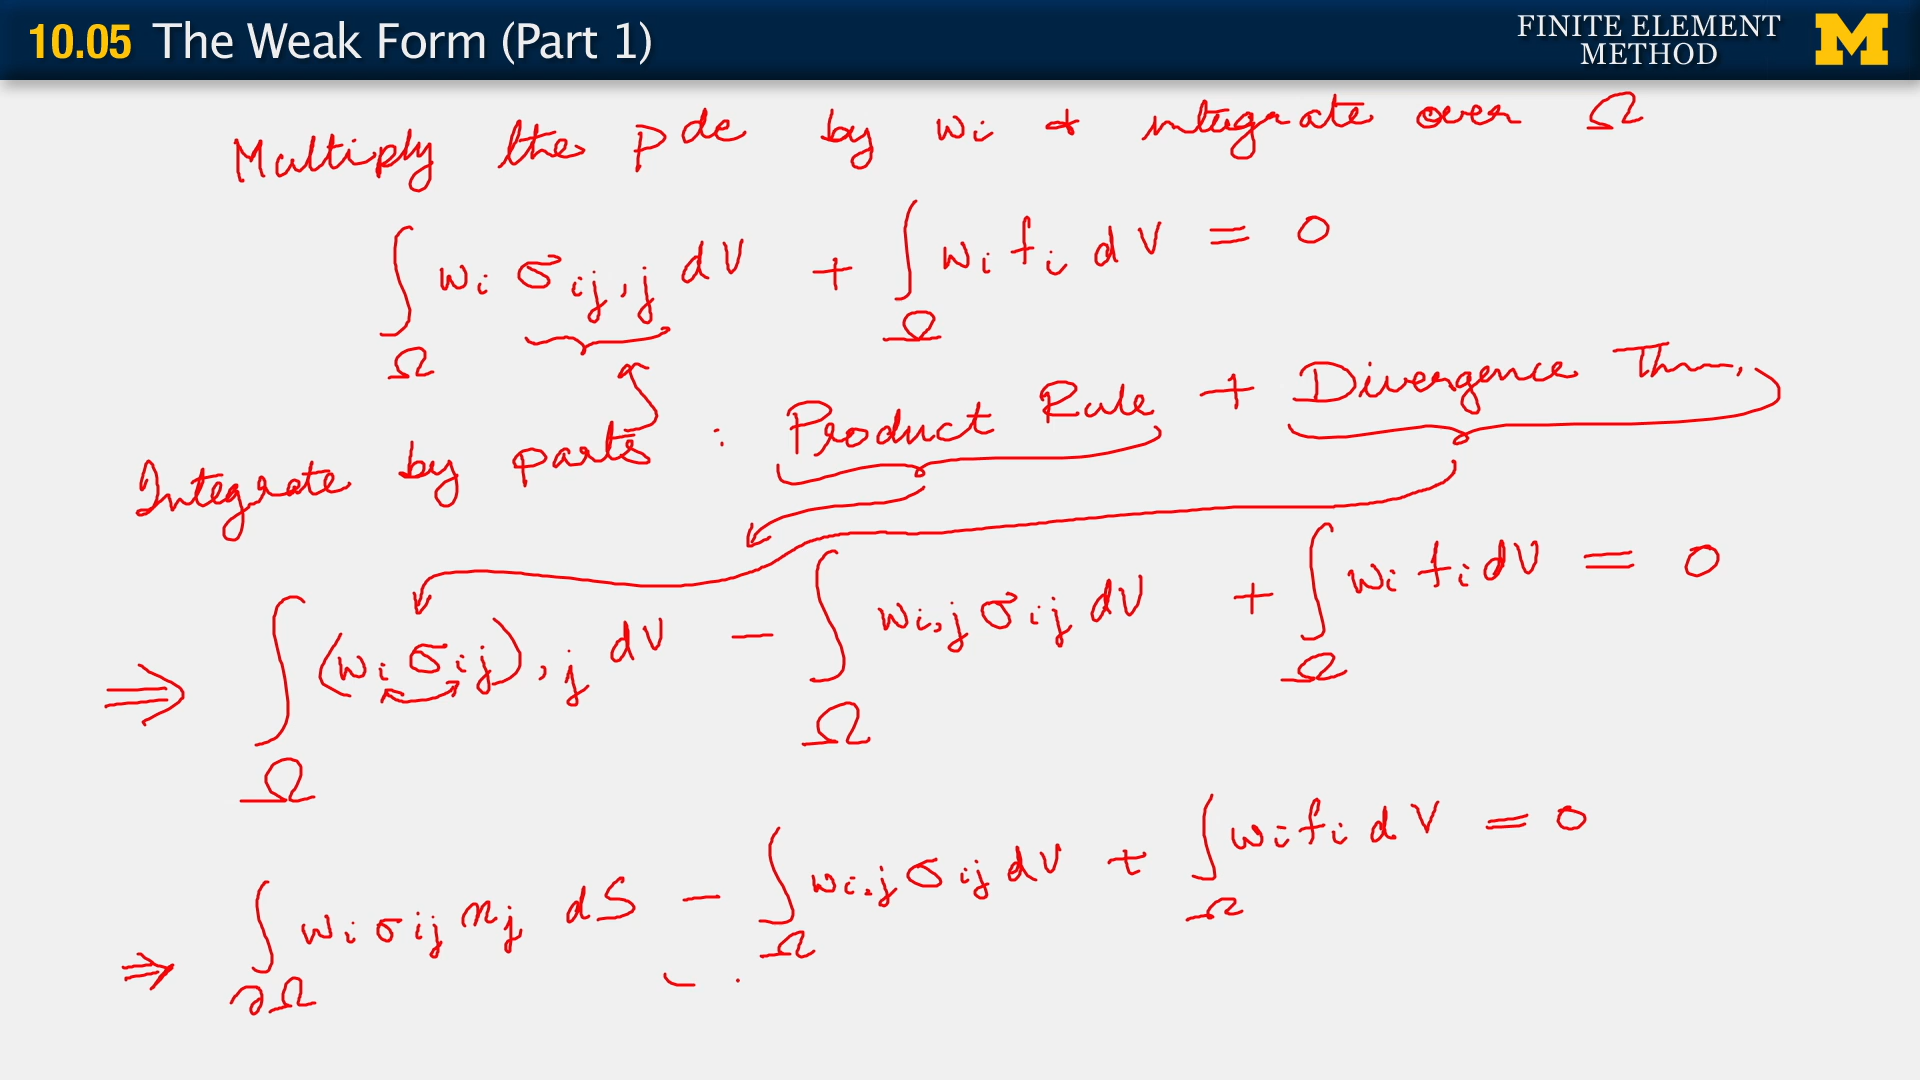 10.05 The Weak Form (Part 1)
FINITE ELEMENT
METHOD
M
Multiply the pde by wi & integrate over Ω
∫_Ω wi σij,j dV + ∫_Ω wi fi dV = 0
Integrate by parts : Product Rule + Divergence Thm,
⇒ ∫_Ω (wi σij),j dV − ∫_Ω wi,j σij dV + ∫_Ω wi fi dV = 0
⇒ ∫_∂Ω wi σij nj dS − ∫_Ω wi,j σij dV + ∫_Ω wi fi dV = 0